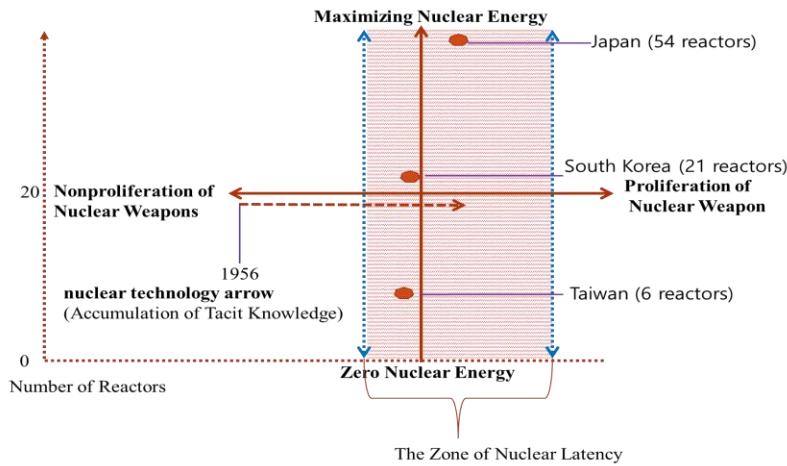 Maximizing Nuclear Energy
Japan (54 reactors)
South Korea (21 reactors)
20
Nonproliferation of
Nuclear Weapons
Proliferation of
Nuclear Weapon
1956
nuclear technology arrow
(Accumulation of Tacit Knowledge)
Taiwan (6 reactors)
0
Zero Nuclear Energy
Number of Reactors
The Zone of Nuclear Latency